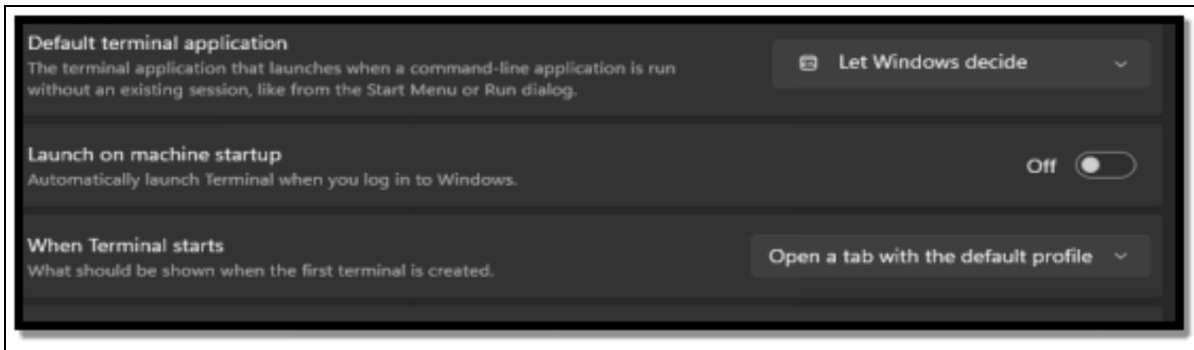 Default terminal application
The terminal application that launches when a command-line application is run
without an existing session, like from the Start Menu or Run dialog.
Let Windows decide
Launch on machine startup
Automatically launch Terminal when you log in to Windows.
Off
When Terminal starts
What should be shown when the first terminal is created.
Open a tab with the default profile